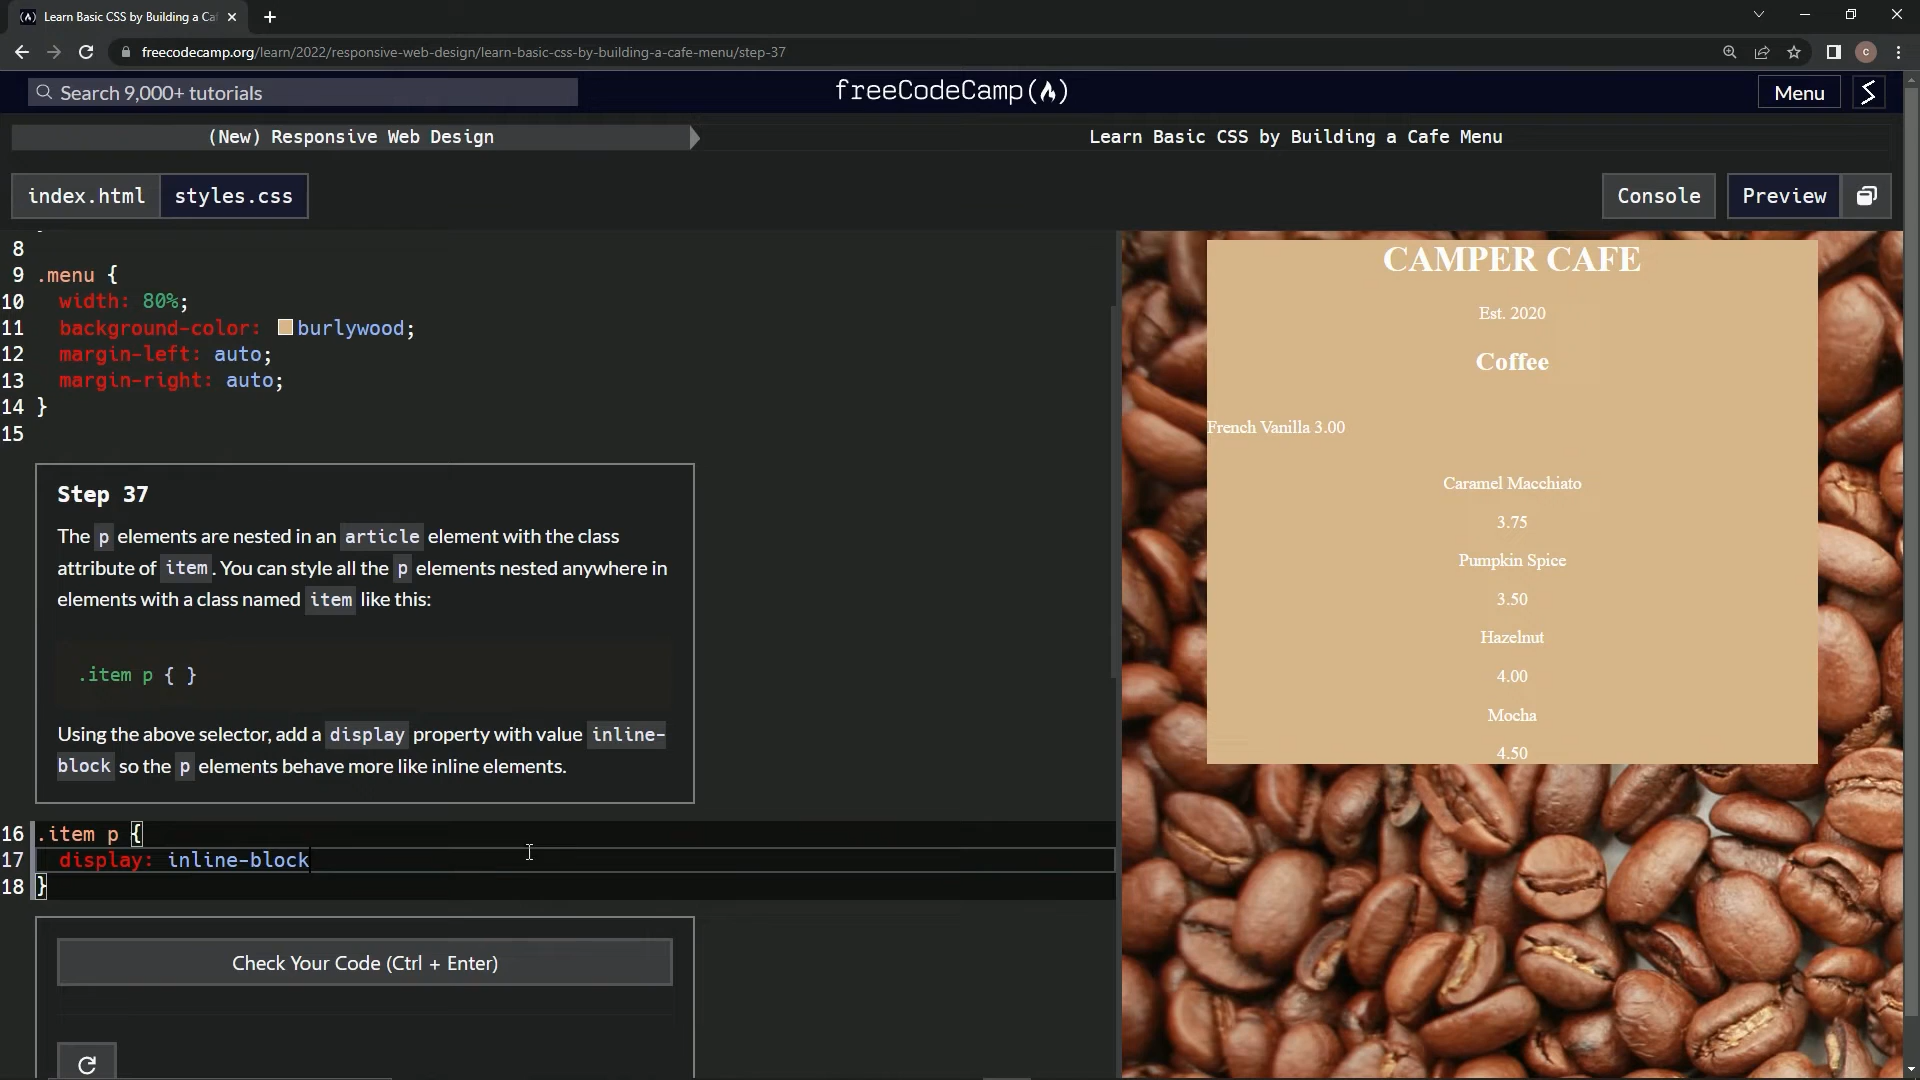 Learn Basic CSS by Building a Caf
freecodecamp.org/learn/2022/responsive-web-design/learn-basic-css-by-building-a-cafe-menu/step-37
C
Search 9,000+ tutorials
freeCodeCamp
Menu
(New) Responsive Web Design
Learn Basic CSS by Building a Cafe Menu
index.html
styles.css
Console
Preview
8
9 .menu {
10 width: 80%;
11 background-color: burlywood;
12 margin-left: auto;
13 margin-right: auto;
14 }
15
Step 37
The p elements are nested in an article element with the class
attribute of item. You can style all the p elements nested anywhere in
elements with a class named item like this:
.item p { }
Using the above selector, add a display property with value inline-
block so the p elements behave more like inline elements.
16 .item p {
17 display: inline-block
18 }
Check Your Code (Ctrl + Enter)
CAMPER CAFE
Est. 2020
Coffee
French Vanilla 3.00
Caramel Macchiato
3.75
Pumpkin Spice
3.50
Hazelnut
4.00
Mocha
4.50